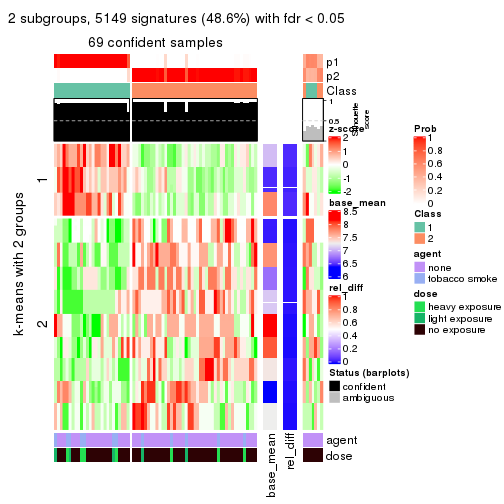 2 subgroups, 5149 signatures (48.6%) with fdr < 0.05
69 confident samples
p1
p2
Class
1
0.5
0
Silhouette
score
k-means with 2 groups
1
2
agent
dose
base_mean
rel_diff
z-score
2
1
0
-1
-2
base_mean
8.5
8
7.5
7
6.5
6
rel_diff
1
0.8
0.6
0.4
0.2
0
Status (barplots)
confident
ambiguous
Prob
1
0.8
0.6
0.4
0.2
0
Class
1
2
agent
none
tobacco smoke
dose
heavy exposure
light exposure
no exposure